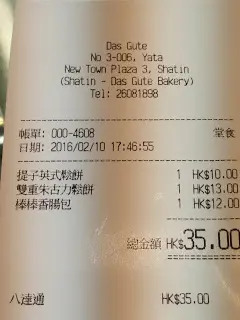 Das Gute
No 3-006, Yata
New Town Plaza 3, Shatin
(Shatin - Das Gute Bakery)
Tel: 26081898
帳單: 000-4608 堂食
日期: 2016/02/10 17:46:55
提子英式鬆餅 1 HK$10.00
雙重朱古力鬆餅 1 HK$13.00
棒棒香腸包 1 HK$12.00
總金額 HK$35.00
八達通 HK$35.00